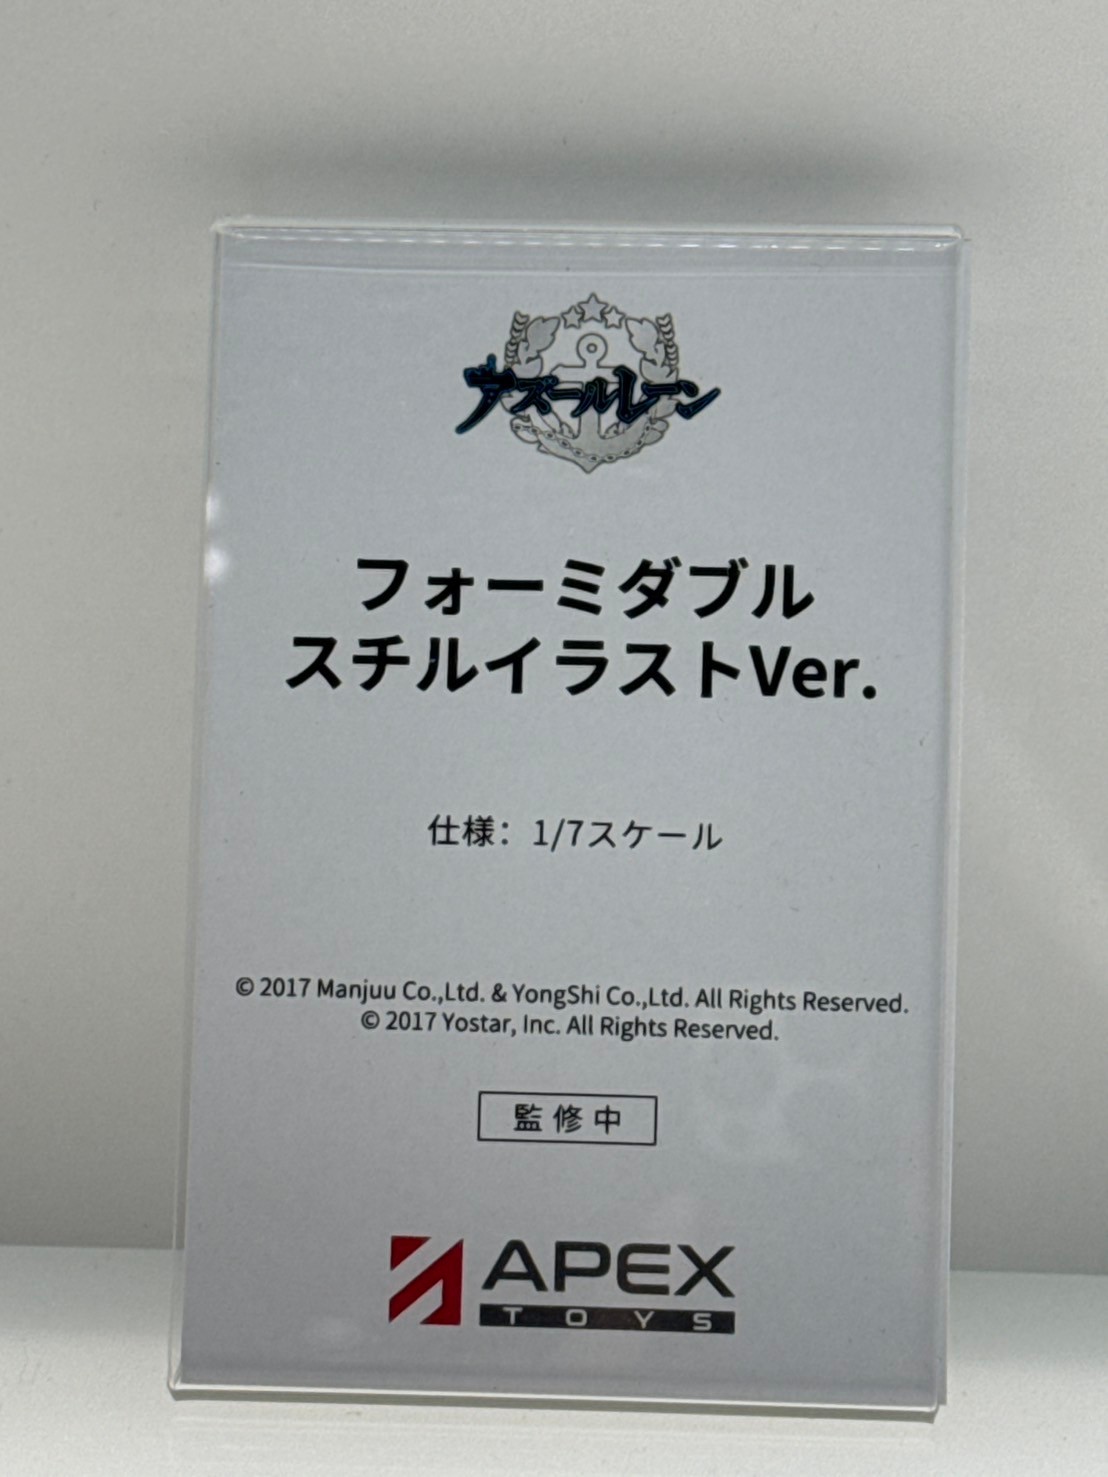 アズールレーン
フォーミダブル
スチルイラストVer.
仕様：1/7スケール
© 2017 Manjuu Co.,Ltd. & YongShi Co.,Ltd. All Rights Reserved.
© 2017 Yostar, Inc. All Rights Reserved.
監修中
APEX
TOYS